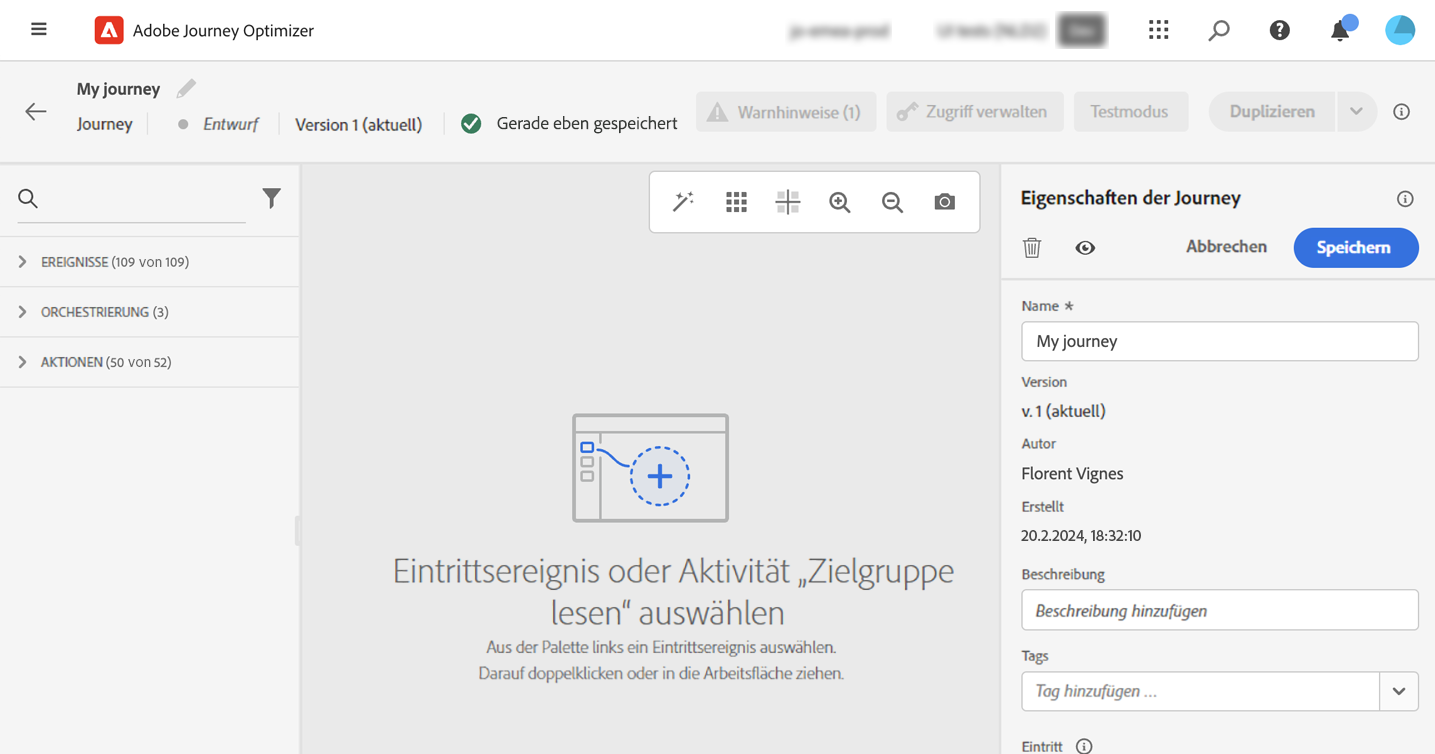 Adobe Journey Optimizer
My journey
Journey
Entwurf
Version 1 (aktuell)
Gerade eben gespeichert
Warnhinweise (1)
Zugriff verwalten
Testmodus
Duplizieren
EREIGNISSE (109 von 109)
ORCHESTRIERUNG (3)
AKTIONEN (50 von 52)
Eintrittsereignis oder Aktivität „Zielgruppe
lesen“ auswählen
Aus der Palette links ein Eintrittsereignis auswählen.
Darauf doppelklicken oder in die Arbeitsfläche ziehen.
Eigenschaften der Journey
Abbrechen
Speichern
Name *
My journey
Version
v. 1 (aktuell)
Autor
Florent Vignes
Erstellt
20.2.2024, 18:32:10
Beschreibung
Beschreibung hinzufügen
Tags
Tag hinzufügen ...
Eintritt